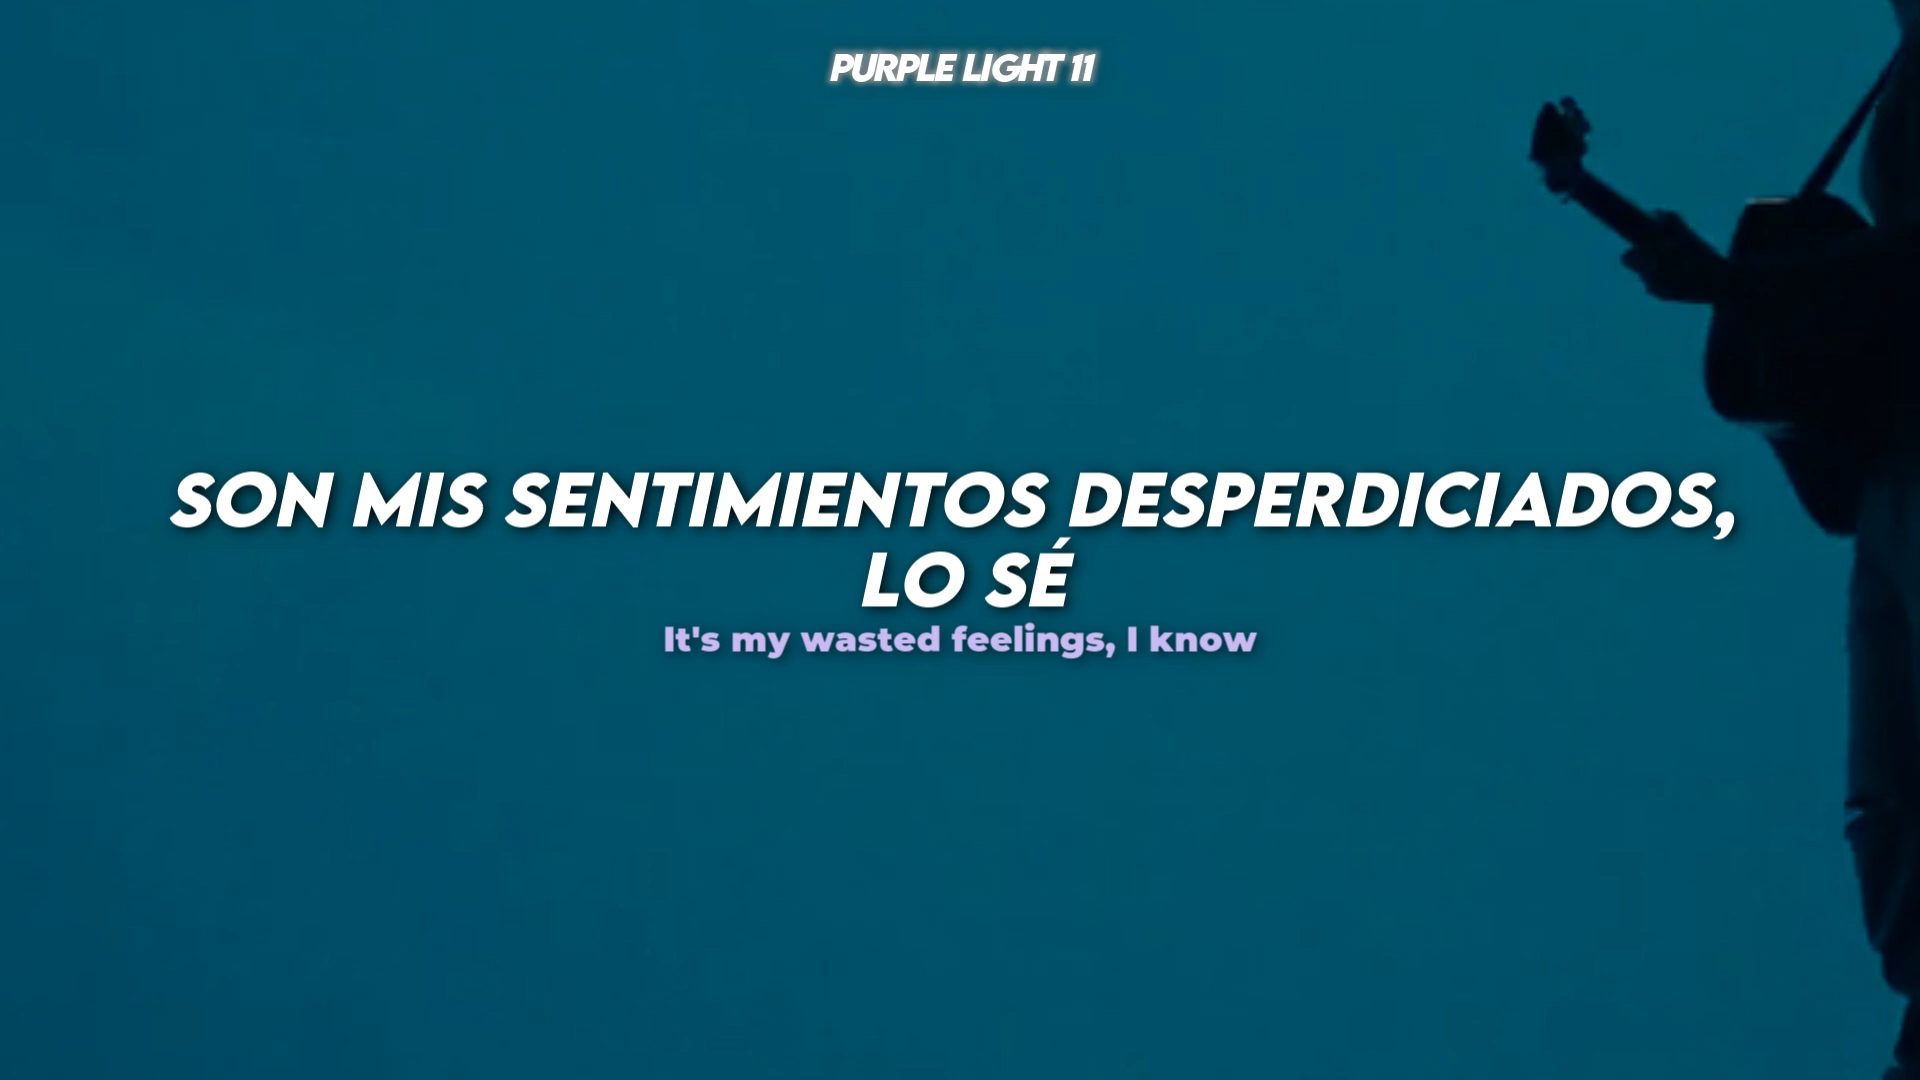 PURPLE LIGHT 11
SON MIS SENTIMIENTOS DESPERDICIADOS,
LO SÉ
It's my wasted feelings, I know